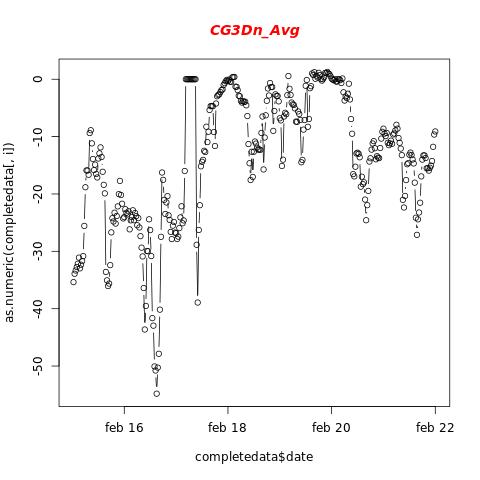 CG3Dn_Avg
as.numeric(completedata[, i])
0
-10
-20
-30
-40
-50
feb 16 feb 18 feb 20 feb 22
completedata$date